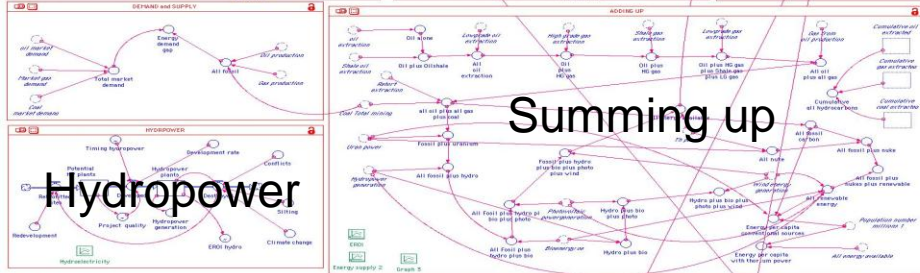 DEMAND and SUPPLY
oil market
demand
Market gas
demand
Coal
market demand
Total market
demand
Energy
demand
gap
All fossil
Oil production
Gas production
HYDROPOWER
Timing hydropower
Development rate
Potential
Hydropower
plants
Conflicts
Hydropower
Silting
Redevelopment
Project quality
Hydropower
generation
EROI hydro
Climate change
Hydroelectricity
ADDING UP
oil
extraction
Oil alone
Lowgrade oil
extraction
High grade gas
extraction
Shale gas
extraction
Lowgrade gas
extraction
Gas from
oil production
Cumulative oil
extracted
Shale oil
extraction
Oil plus Oilshale
All
oil
extraction
Oil
plus
HG gas
Oil plus
HG gas
Oil plus HG gas
plus Shale gas
plus LG gas
All oil
plus all gas
Cumulative
gas extracted
Retort
extraction
Coal Total mining
all oil plus all gas
plus coal
Summing up
Cumulative
all hydrocarbons
Cumulative
coal extracted
Uran power
Fossil plus uranium
All fossil
carbon
All fossil plus nuke
Fossil plus hydro
plus bio plus photo
plus wind
All nuke
Hydropower
generation
All fossil plus hydro
Wind energy
generation
All fossil plus
nukes plus renewable
All renewable
energy
Hydro plus bio plus
photo plus wind
All Fosil plus hydro pl
bio plus photo
Photovoltaic
powergeneration
Hydro plus bio
plus photo
Population number
millions 1
Energy per capita
conventional sources
EROI
All Fosil plus
hydro plus bio
Bioenergy se
Hydro plus bio
Energy per capita
with thorium power
All energy available
Energy supply 2
Graph 5